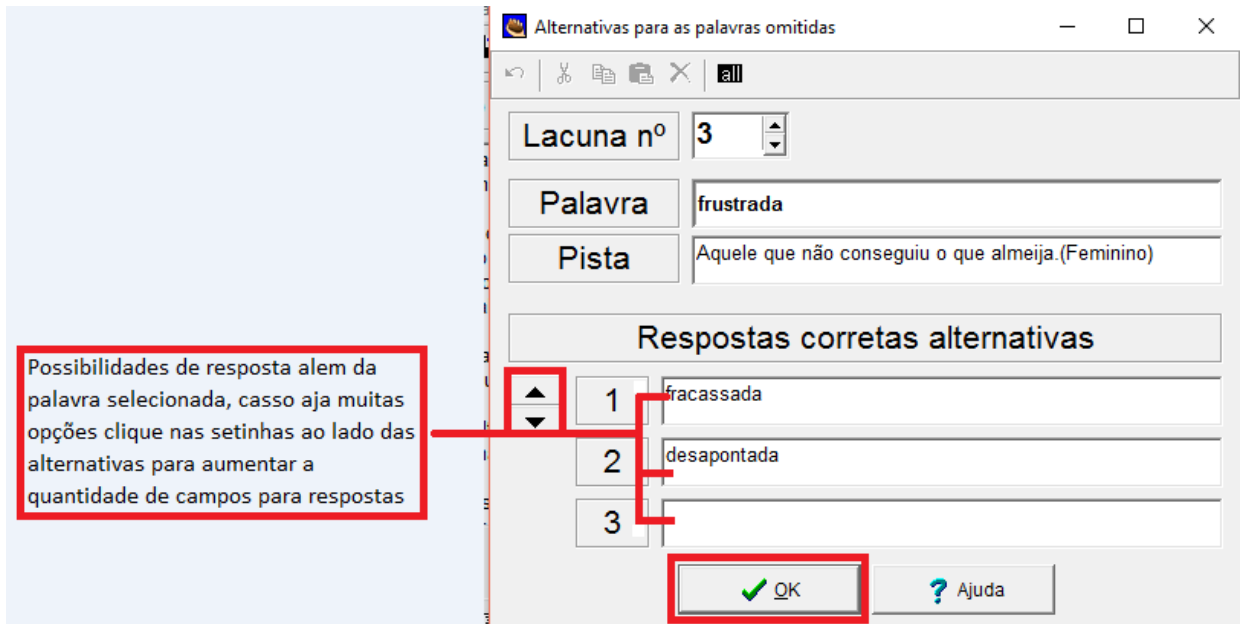 Alternativas para as palavras omitidas
all
Lacuna nº 3
Palavra frustrada
Pista Aquele que não conseguiu o que almeija.(Feminino)
Respostas corretas alternativas
1 fracassada
2 desapontada
3
OK
? Ajuda
Possibilidades de resposta alem da
palavra selecionada, casso aja muitas
opções clique nas setinhas ao lado das
alternativas para aumentar a
quantidade de campos para respostas